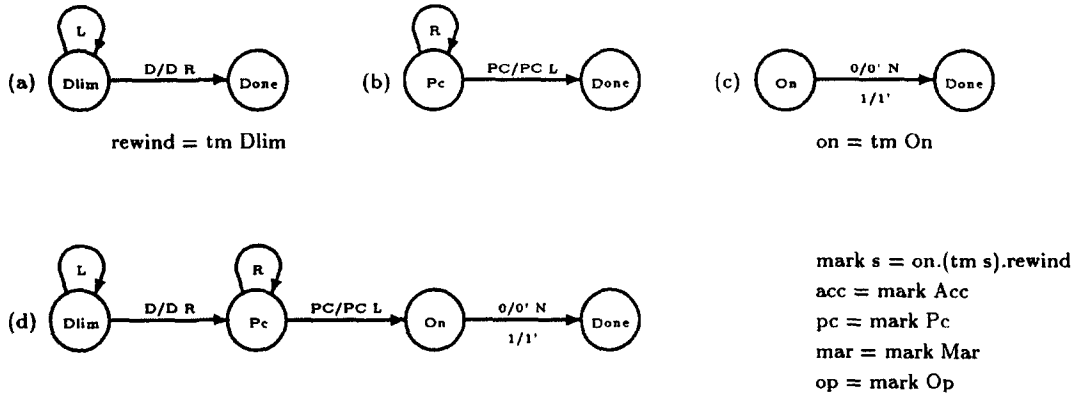 L
R
(a) Dlim D/D R Done
(b) Pc PC/PC L Done
(c) On 0/0' N Done
1/1'
rewind = tm Dlim
on = tm On
L
R
(d) Dlim D/D R Pc PC/PC L On 0/0' N Done
1/1'
mark s = on.(tm s).rewind
acc = mark Acc
pc = mark Pc
mar = mark Mar
op = mark Op